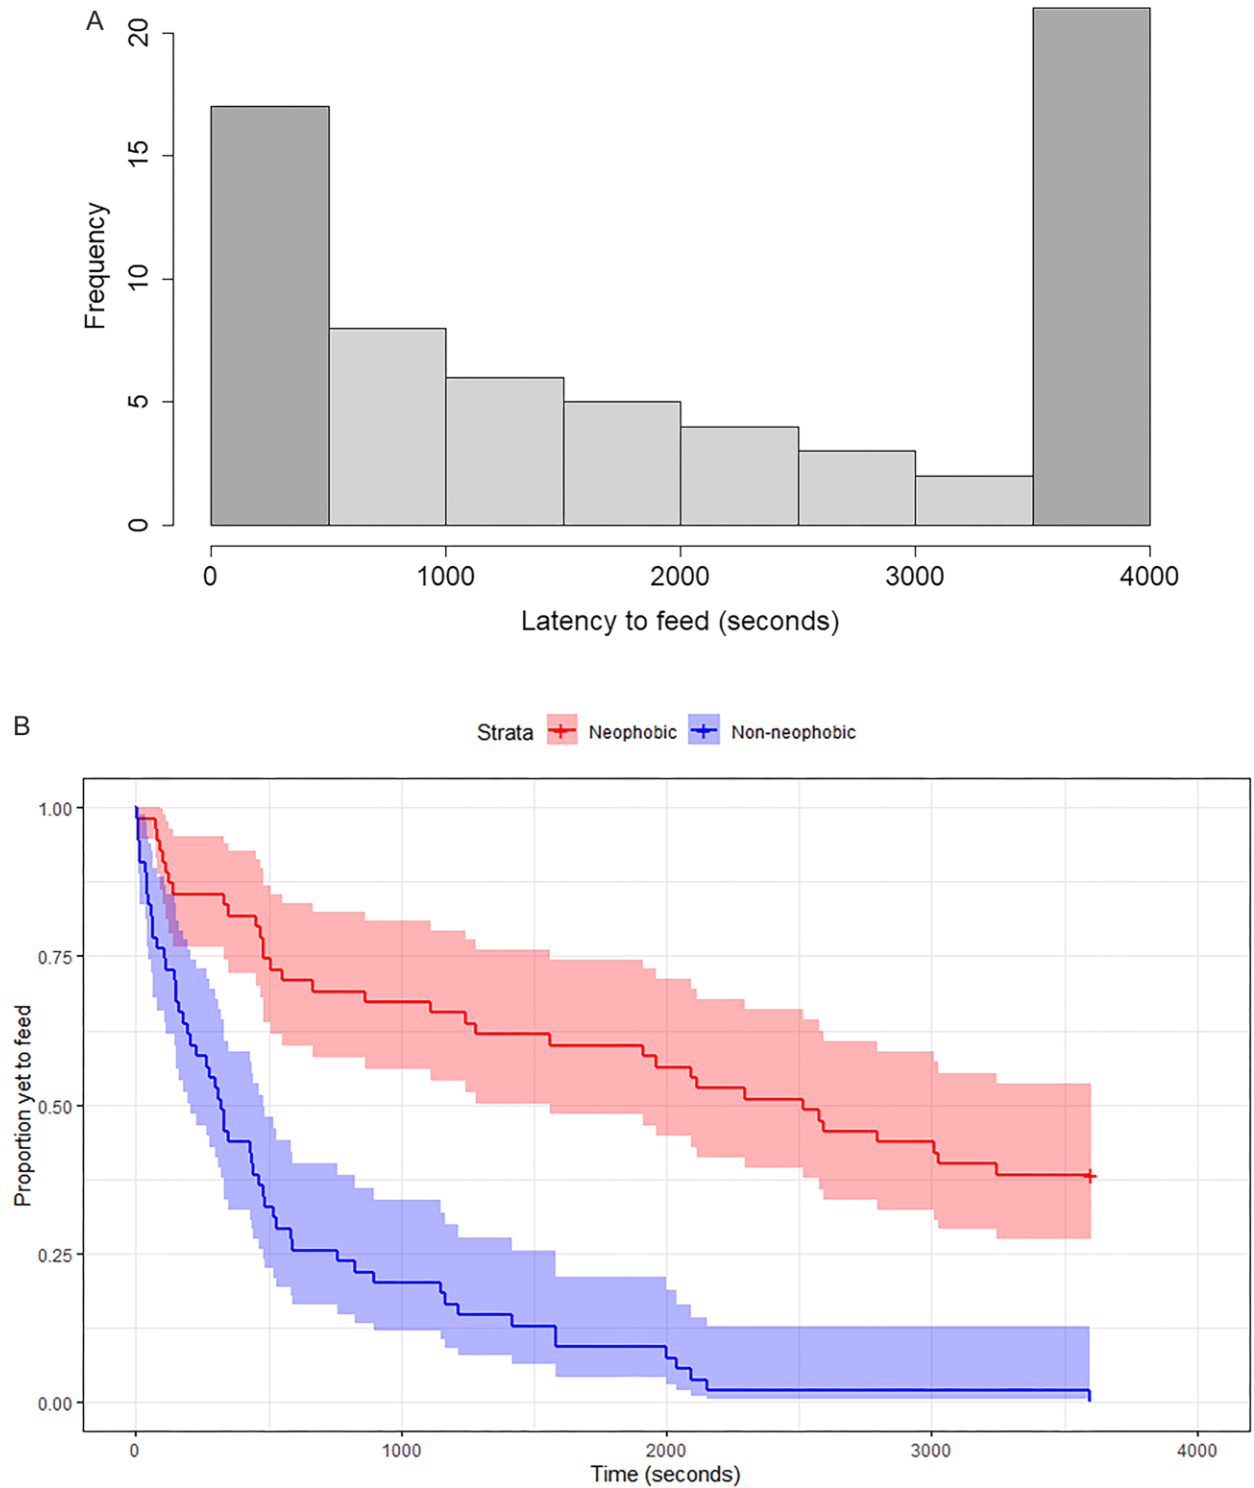 A
20
15
10
5
0
Frequency
0 1000 2000 3000 4000
Latency to feed (seconds)
B
Strata Neophobic Non-neophobic
1.00
0.75
0.50
0.25
0.00
Proportion yet to feed
0 1000 2000 3000 4000
Time (seconds)